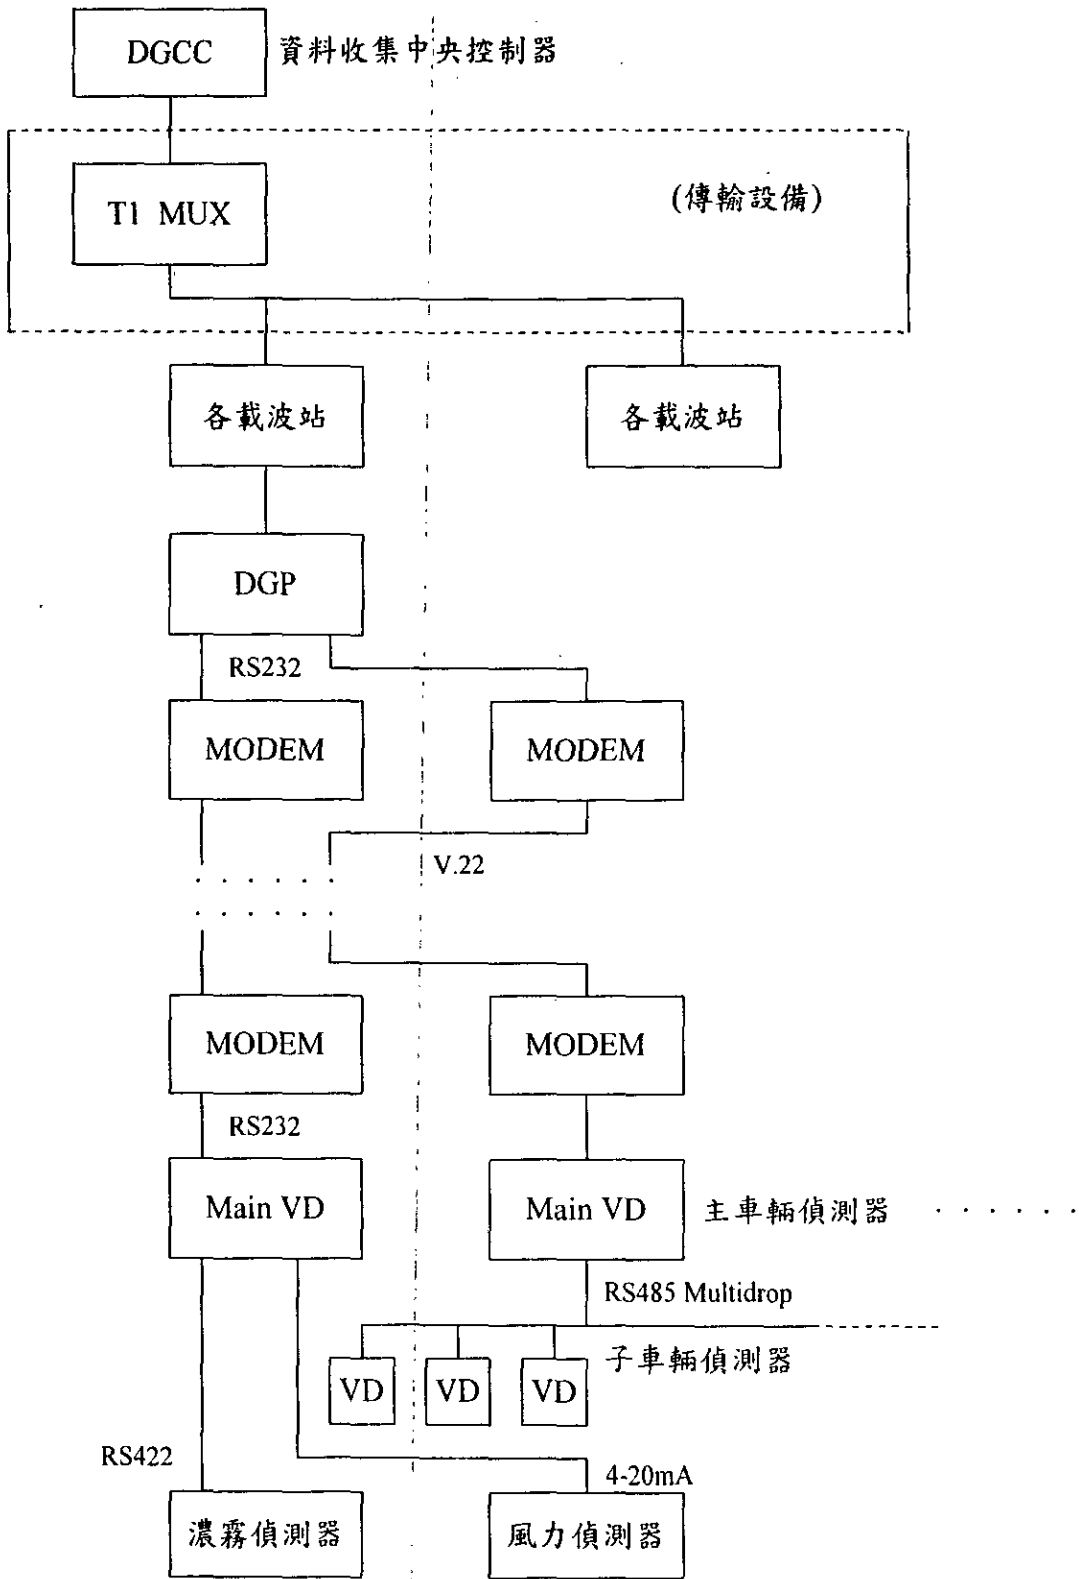 DGCC 資料收集中央控制器
T1 MUX (傳輸設備)
各載波站 各載波站
DGP
RS232
MODEM MODEM
V.22
MODEM MODEM
RS232
Main VD Main VD 主車輛偵測器
RS485 Multidrop
子車輛偵測器
VD VD VD
RS422
4-20mA
濃霧偵測器 風力偵測器